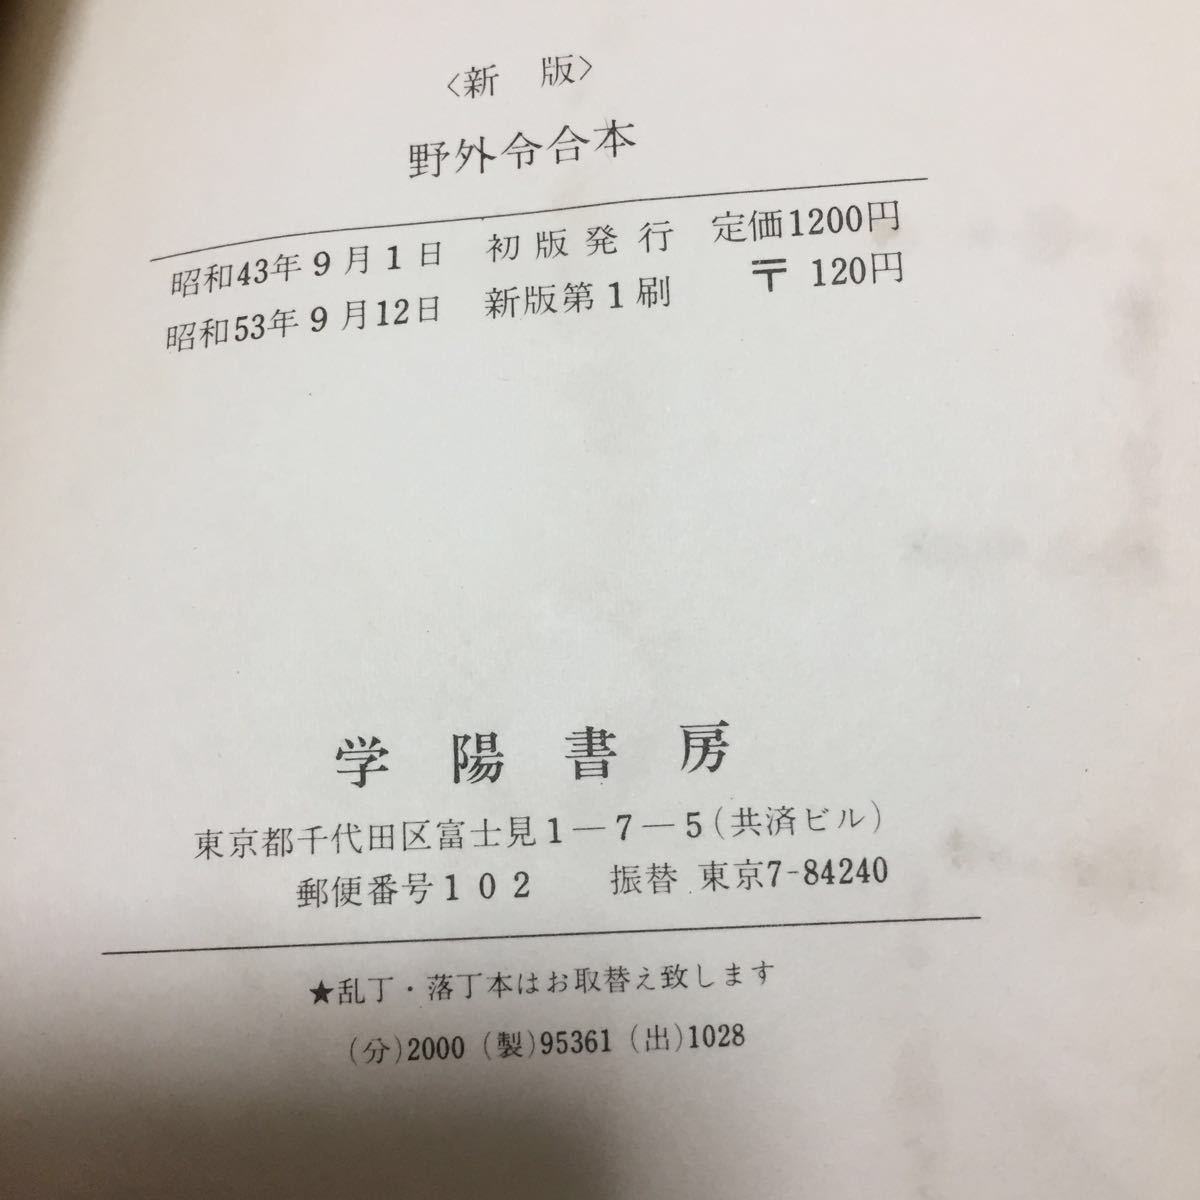 〈新　版〉
野外令合本
昭和43年9月1日　初版発行　定価1200円
昭和53年9月12日　新版第1刷　〒120円
学陽書房
東京都千代田区富士見1―7―5(共済ビル)
郵便番号102　振替 東京7-84240
★乱丁・落丁本はお取替え致します
(分)2000 (製)95361 (出)1028